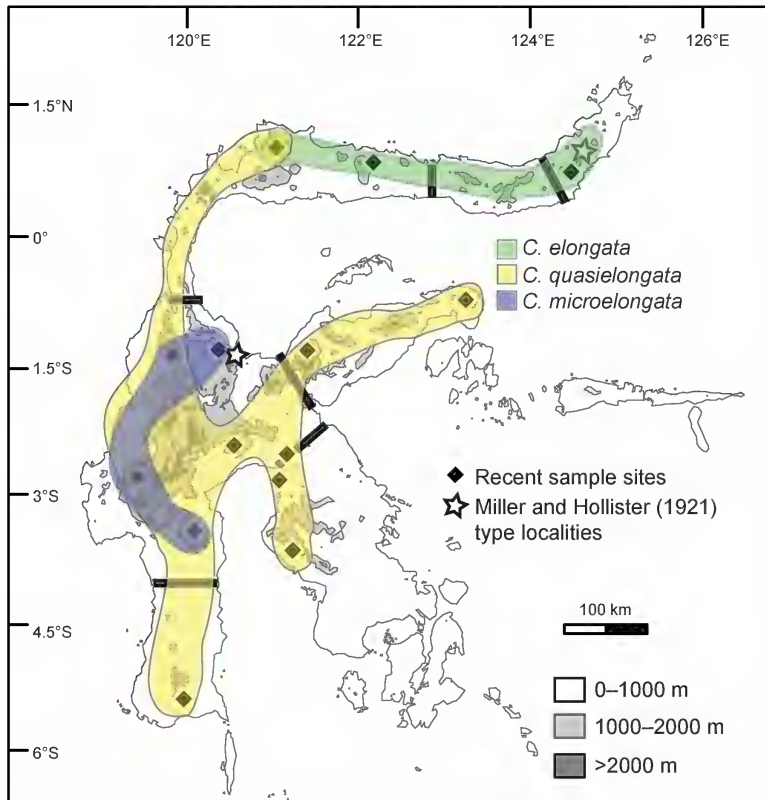 120°E
122°E
124°E
126°E
1.5°N
0°
C. elongata
C. quasielongata
C. microelongata
1.5°S
Recent sample sites
Miller and Hollister (1921)
type localities
3°S
100 km
4.5°S
0–1000 m
1000–2000 m
>2000 m
6°S